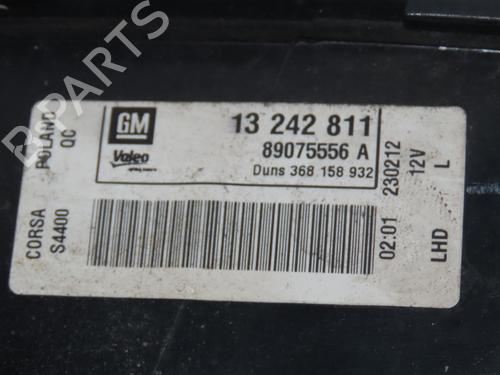 GM
Valeo
13 242 811
89075556 A
Duns 368 158 932
CORSA POLAND
S4400 QC
02:01 230212
12V
LHD L
B PARTS